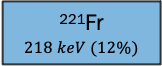 ²²¹Fr
218 keV (12%)